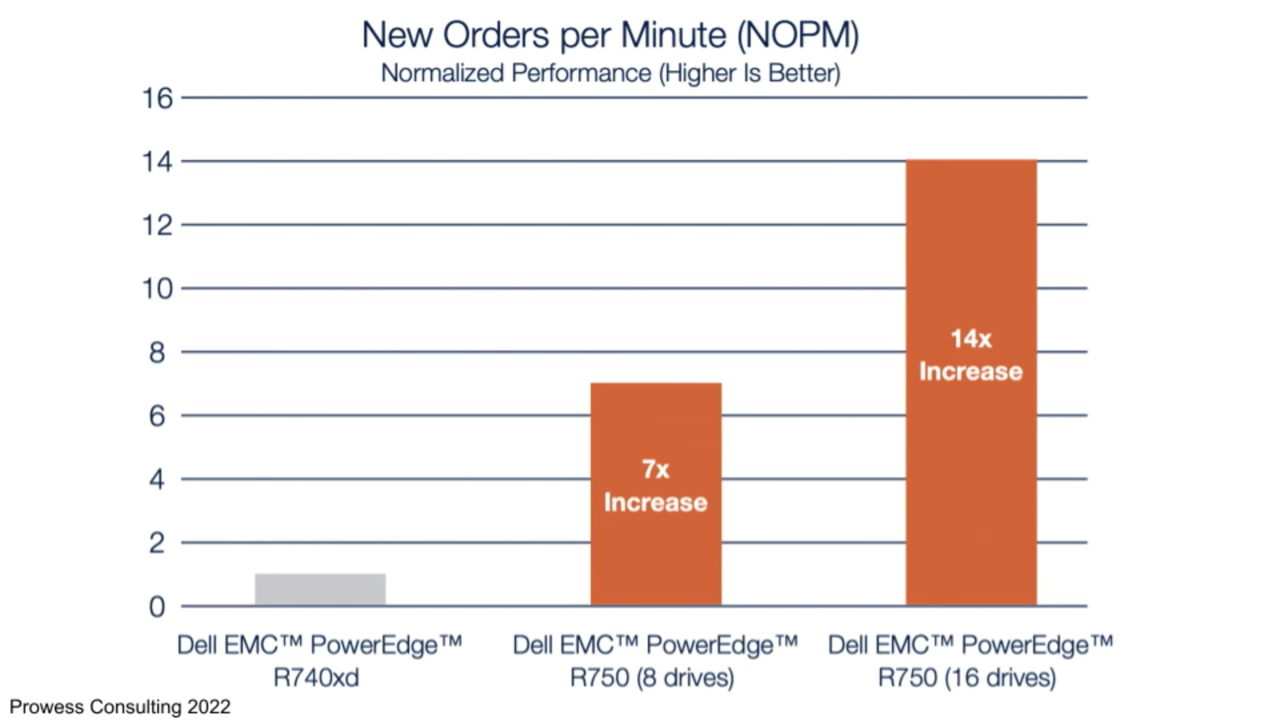 New Orders per Minute (NOPM)
Normalized Performance (Higher Is Better)
16
14
12
10
8
6
4
2
0
14x
Increase
7x
Increase
Dell EMC™ PowerEdge™
R740xd
Dell EMC™ PowerEdge™
R750 (8 drives)
Dell EMC™ PowerEdge™
R750 (16 drives)
Prowess Consulting 2022